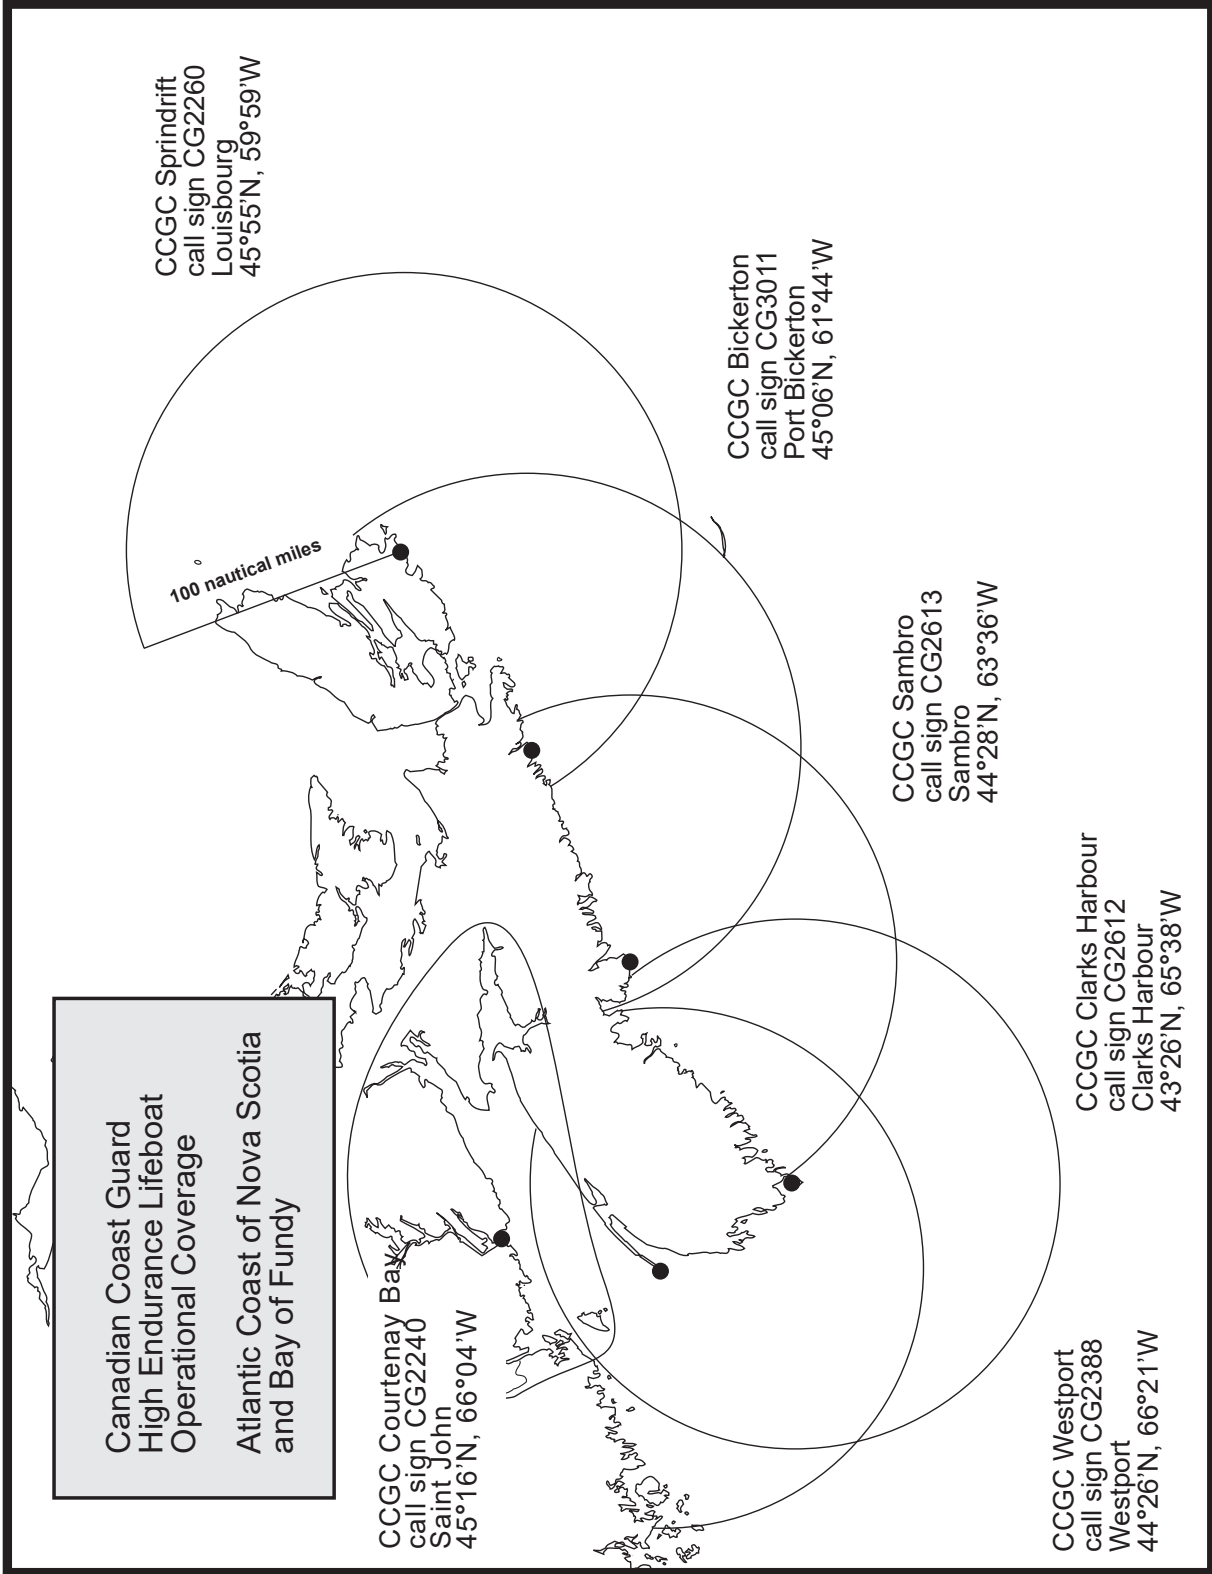 Canadian Coast Guard
High Endurance Lifeboat
Operational Coverage
Atlantic Coast of Nova Scotia
and Bay of Fundy
CCGC Courtenay Bay
call sign CG2240
Saint John
45°16'N, 66°04'W
CCGC Sprindrift
call sign CG2260
Louisbourg
45°55'N, 59°59'W
100 nautical miles
CCGC Bickerton
call sign CG3011
Port Bickerton
45°06'N, 61°44'W
CCGC Sambro
call sign CG2613
Sambro
44°28'N, 63°36'W
CCGC Clarks Harbour
call sign CG2612
Clarks Harbour
43°26'N, 65°38'W
CCGC Westport
call sign CG2388
Westport
44°26'N, 66°21'W